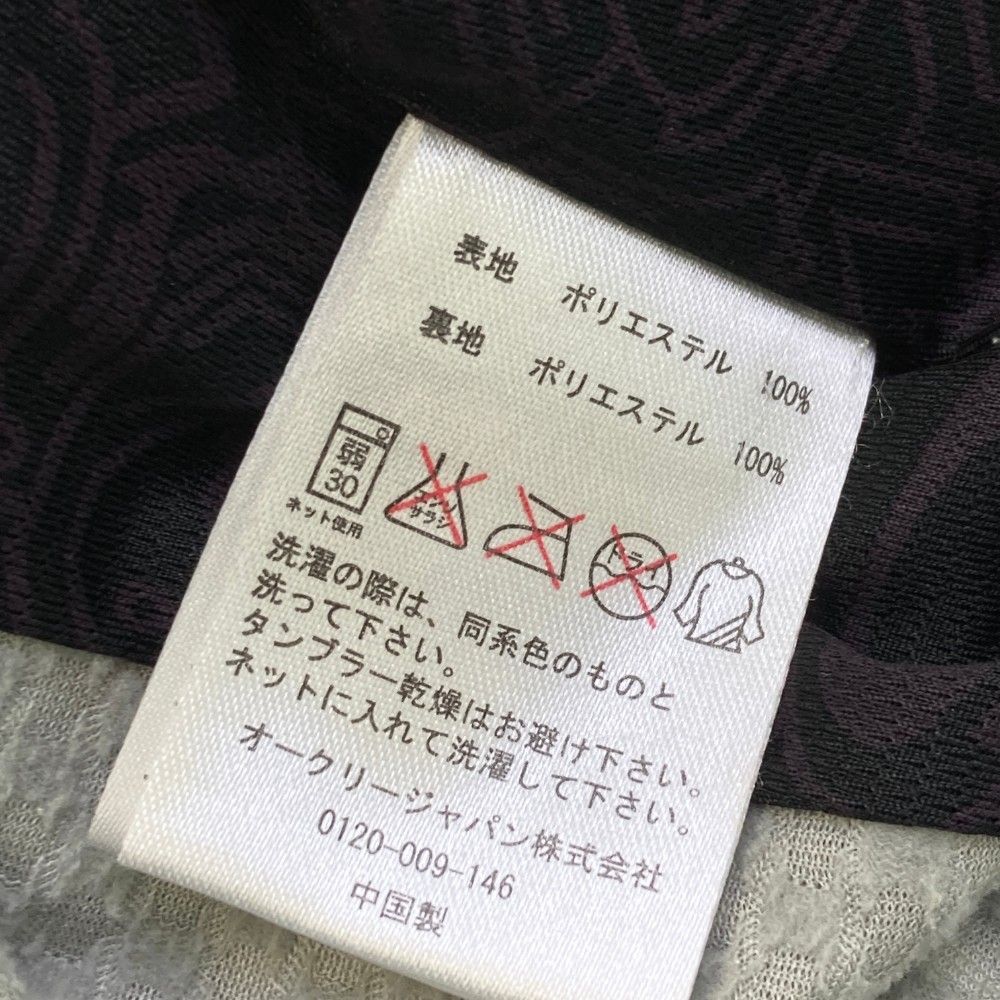 表地 ポリエステル 100%
裏地 ポリエステル 100%
弱
30
ネット使用
エンソ
サラシ
ドライ
洗濯の際は、同系色のものと
洗って下さい。
タンブラー乾燥はお避け下さい。
ネットに入れて洗濯して下さい。
オークリージャパン株式会社
0120-009-146
中国製